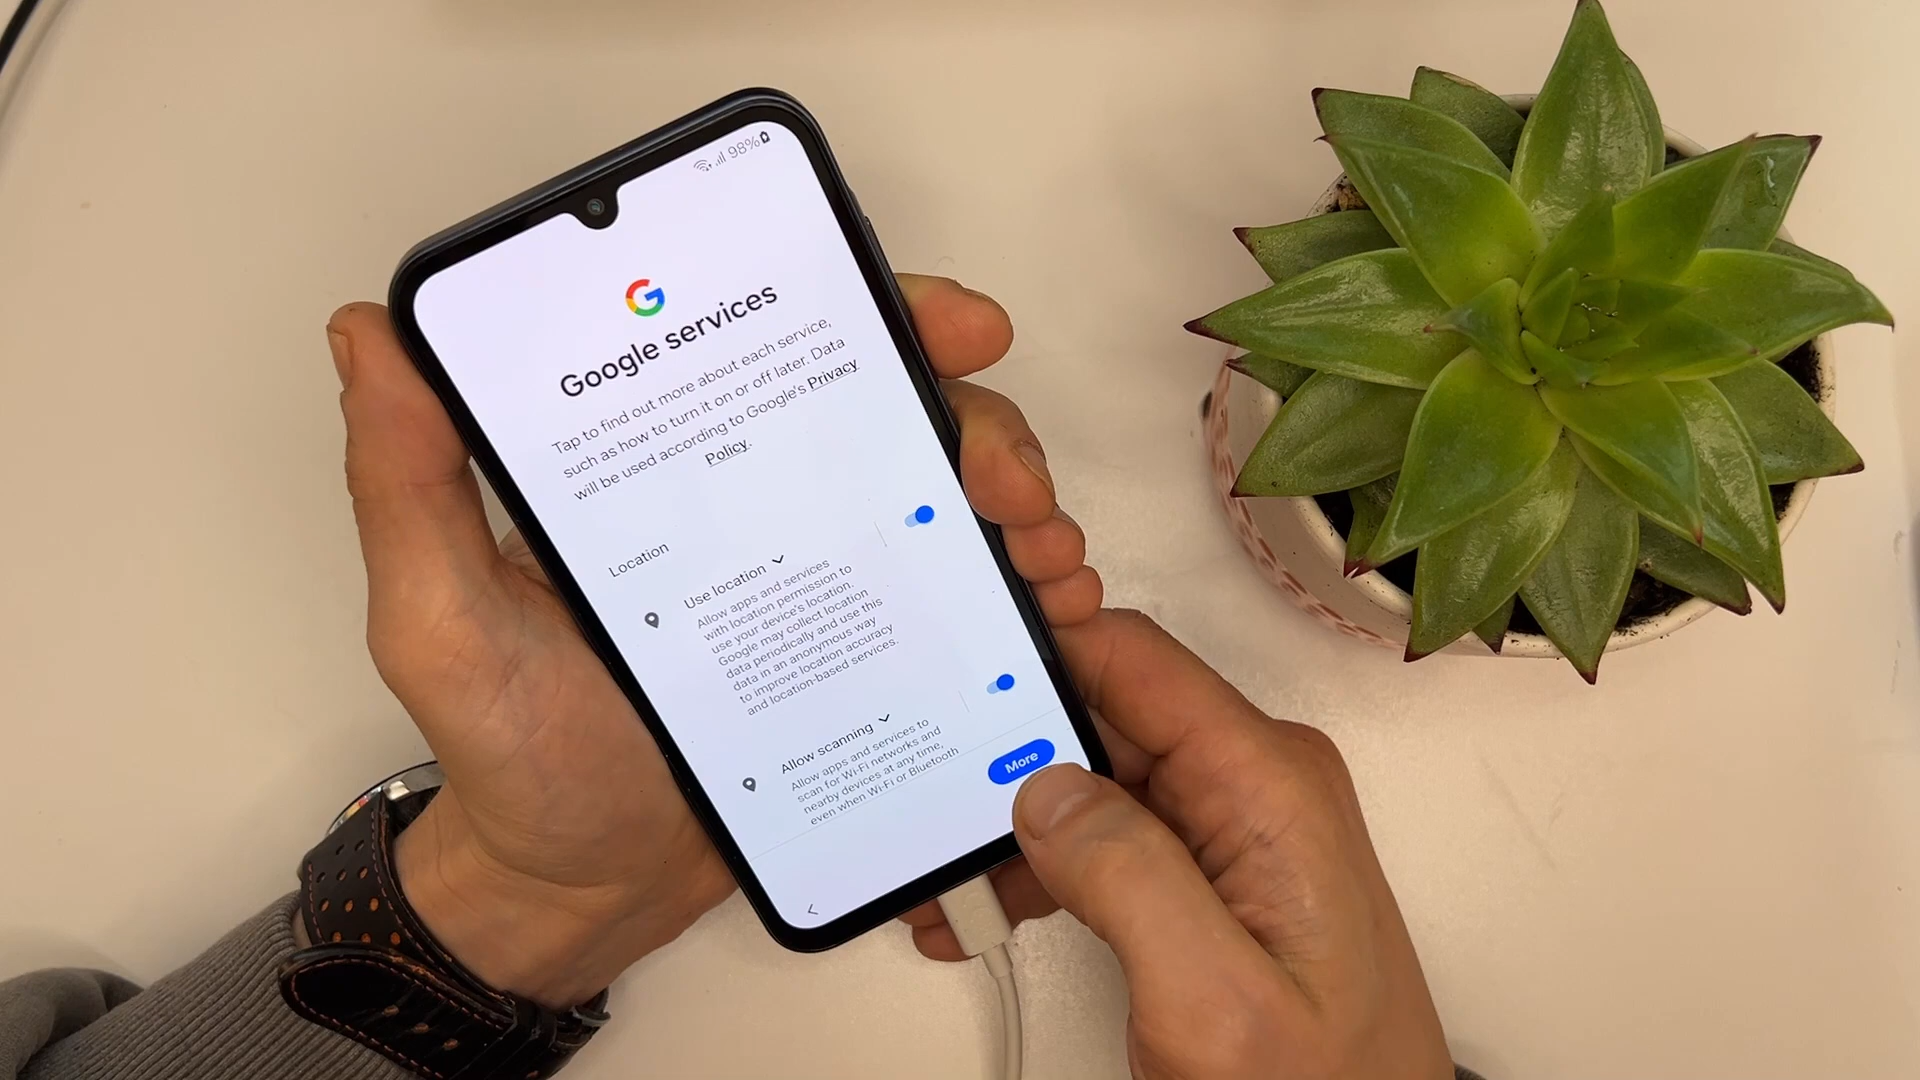 98%
Google services
Tap to find out more about each service,
such as how to turn it on or off later. Data
will be used according to Google's Privacy
Policy.
Location
Use location
Allow apps and services
with location permission to
use your device's location.
Google may collect location
data periodically and use this
data in an anonymous way
to improve location accuracy
and location-based services.
Allow scanning
Allow apps and services to
scan for Wi-Fi networks and
nearby devices at any time,
even when Wi-Fi or Bluetooth
More